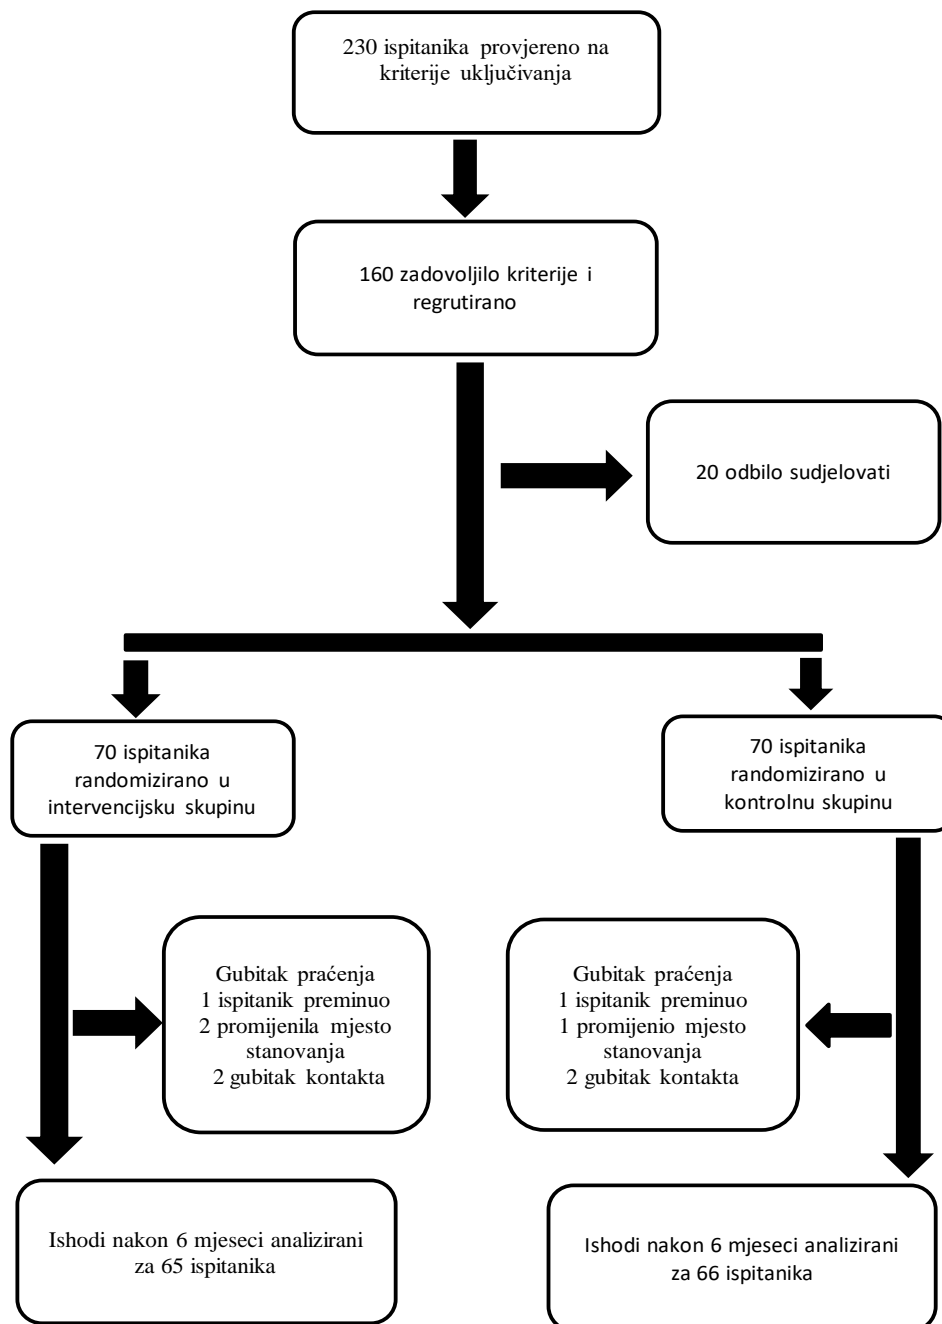 230 ispitanika provjereno na
kriterije uključivanja
160 zadovoljilo kriterije i
regrutirano
20 odbilo sudjelovati
70 ispitanika
randomizirano u
intervencijsku skupinu
70 ispitanika
randomizirano u
kontrolnu skupinu
Gubitak praćenja
1 ispitanik preminuo
2 promijenila mjesto
stanovanja
2 gubitak kontakta
Gubitak praćenja
1 ispitanik preminuo
1 promijenio mjesto
stanovanja
2 gubitak kontakta
Ishodi nakon 6 mjeseci analizirani
za 65 ispitanika
Ishodi nakon 6 mjeseci analizirani
za 66 ispitanika